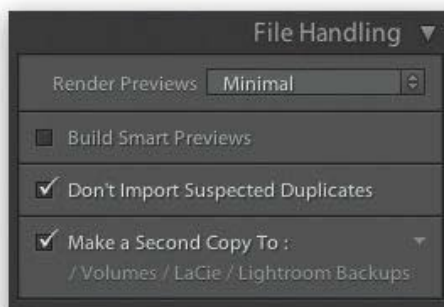 File Handling
Render Previews Minimal
Build Smart Previews
Don't Import Suspected Duplicates
Make a Second Copy To :
/ Volumes / LaCie / Lightroom Backups